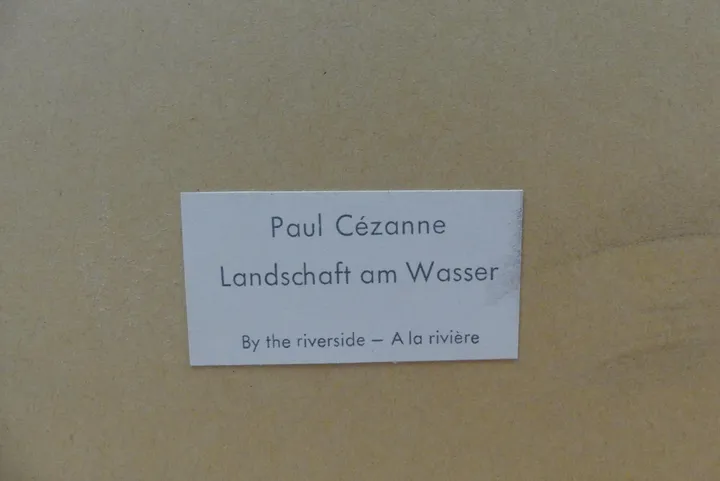 Paul Cézanne
Landschaft am Wasser
By the riverside – A la rivière